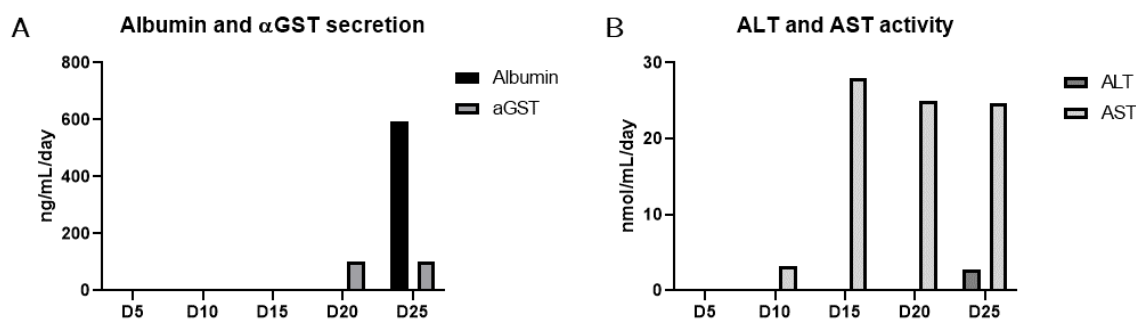 A
Albumin and αGST secretion
ng/mL/day
800
600
400
200
0
D5
D10
D15
D20
D25
Albumin
aGST
B
ALT and AST activity
nmol/mL/day
30
20
10
0
D5
D10
D15
D20
D25
ALT
AST